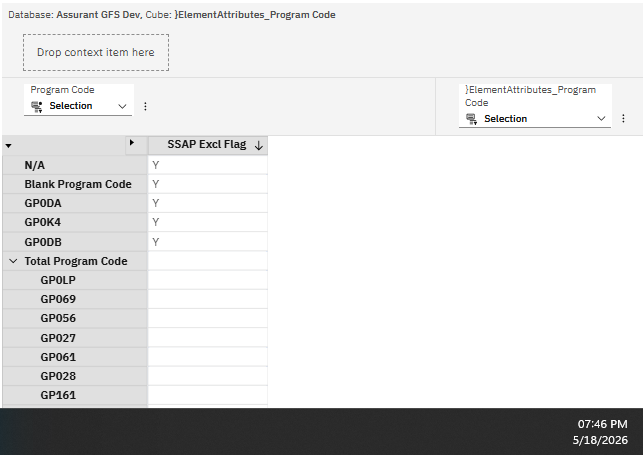 Database: Assurant GFS Dev, Cube: }ElementAttributes_Program Code
Drop context item here
Program Code
Selection
}ElementAttributes_Program
Code
Selection
SSAP Excl Flag
N/A Y
Blank Program Code Y
GP0DA Y
GP0K4 Y
GP0DB Y
Total Program Code
GP0LP
GP069
GP056
GP027
GP061
GP028
GP161
07:46 PM
5/18/2026